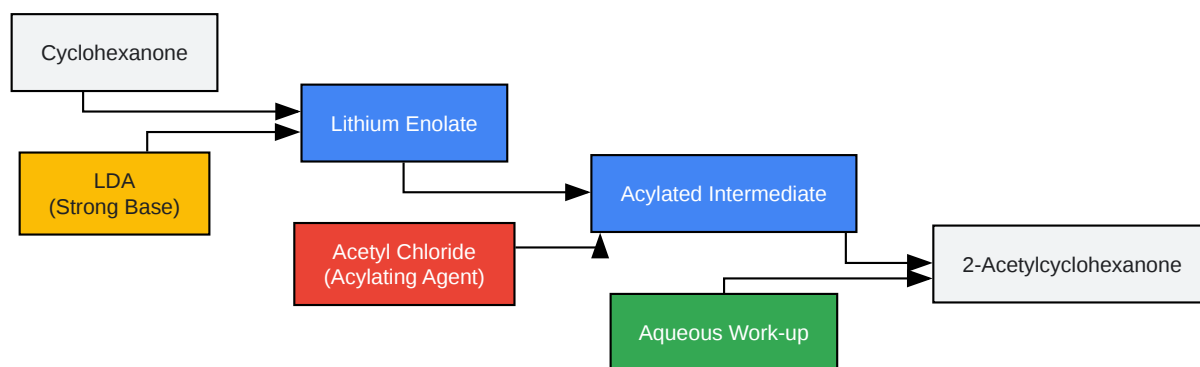 Cyclohexanone
LDA
(Strong Base)
Lithium Enolate
Acetyl Chloride
(Acylating Agent)
Acylated Intermediate
Aqueous Work-up
2-Acetylcyclohexanone